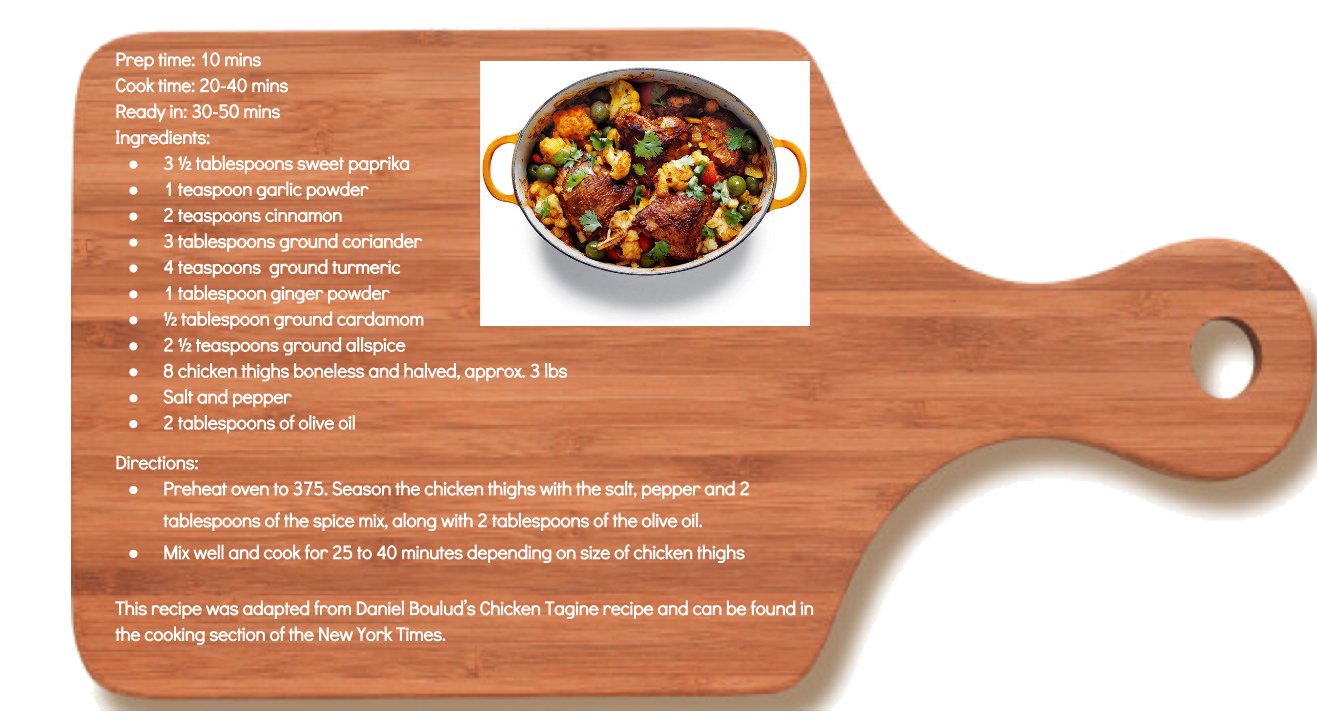 Prep time: 10 mins
Cook time: 20-40 mins
Ready in: 30-50 mins
Ingredients:
● 3 ½ tablespoons sweet paprika
● 1 teaspoon garlic powder
● 2 teaspoons cinnamon
● 3 tablespoons ground coriander
● 4 teaspoons  ground turmeric
● 1 tablespoon ginger powder
● ½ tablespoon ground cardamom
● 2 ½ teaspoons ground allspice
● 8 chicken thighs boneless and halved, approx. 3 lbs
● Salt and pepper
● 2 tablespoons of olive oil
Directions:
● Preheat oven to 375. Season the chicken thighs with the salt, pepper and 2
tablespoons of the spice mix, along with 2 tablespoons of the olive oil.
● Mix well and cook for 25 to 40 minutes depending on size of chicken thighs
This recipe was adapted from Daniel Boulud’s Chicken Tagine recipe and can be found in
the cooking section of the New York Times.